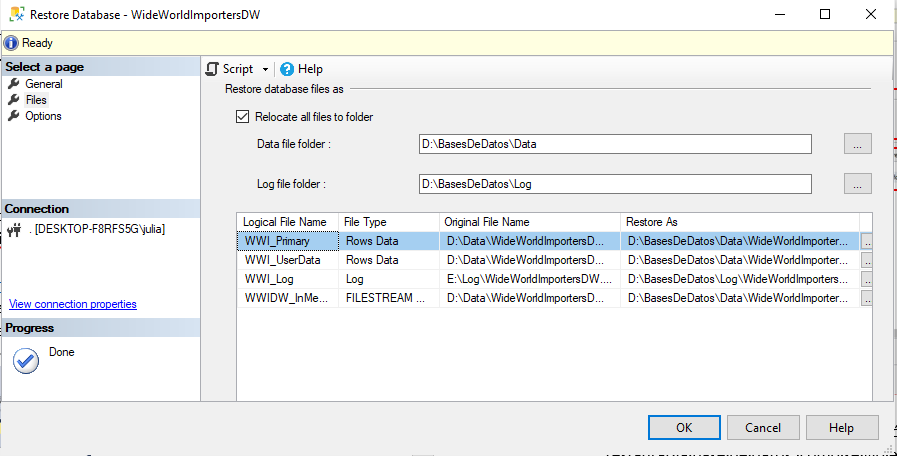 Restore Database - WideWorldImportersDW
Ready
Select a page
General
Files
Options
Script
Help
Restore database files as
Relocate all files to folder
Data file folder :
D:\BasesDeDatos\Data
...
Log file folder :
D:\BasesDeDatos\Log
...
Logical File Name File Type Original File Name Restore As
WWI_Primary Rows Data D:\Data\WideWorldImportersD... D:\BasesDeDatos\Data\WideWorldImporter... ..
WWI_UserData Rows Data D:\Data\WideWorldImportersD... D:\BasesDeDatos\Data\WideWorldImporter... ..
WWI_Log Log E:\Log\WideWorldImportersDW.... D:\BasesDeDatos\Log\WideWorldImporters... ..
WWIDW_InMe... FILESTREAM ... D:\Data\WideWorldImportersD... D:\BasesDeDatos\Data\WideWorldImporter... ..
Connection
. [DESKTOP-F8RFS5G\julia]
View connection properties
Progress
Done
OK
Cancel
Help